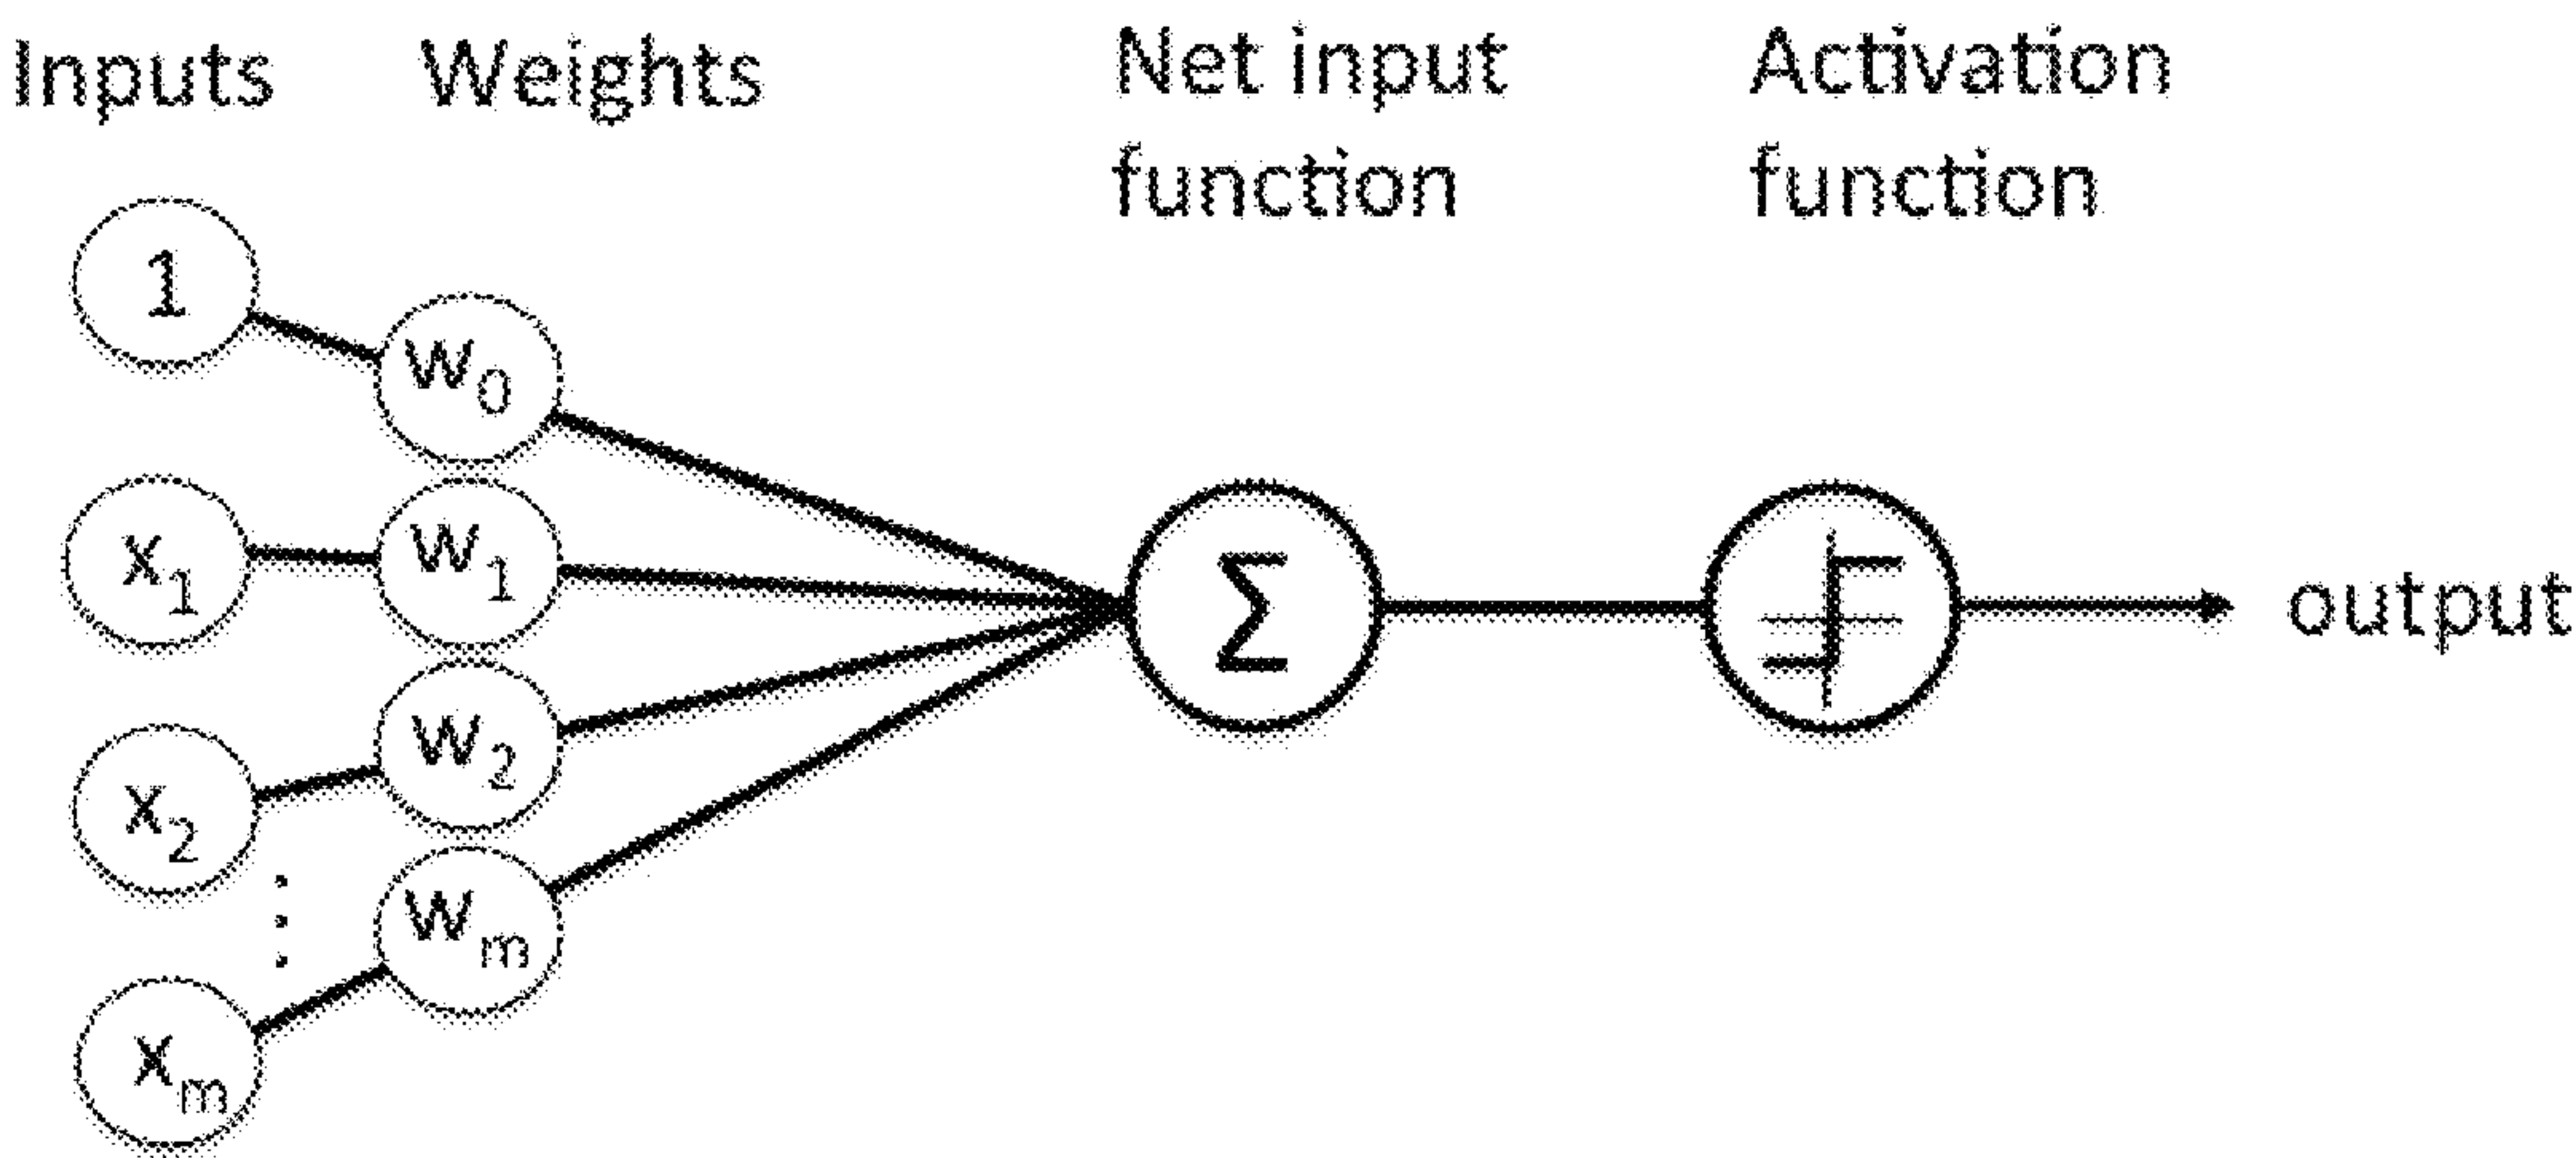 Inputs
Weights
Net input
function
Activation
function
1
w₀
x₁
w₁
x₂
w₂
xₘ
wₘ
Σ
output